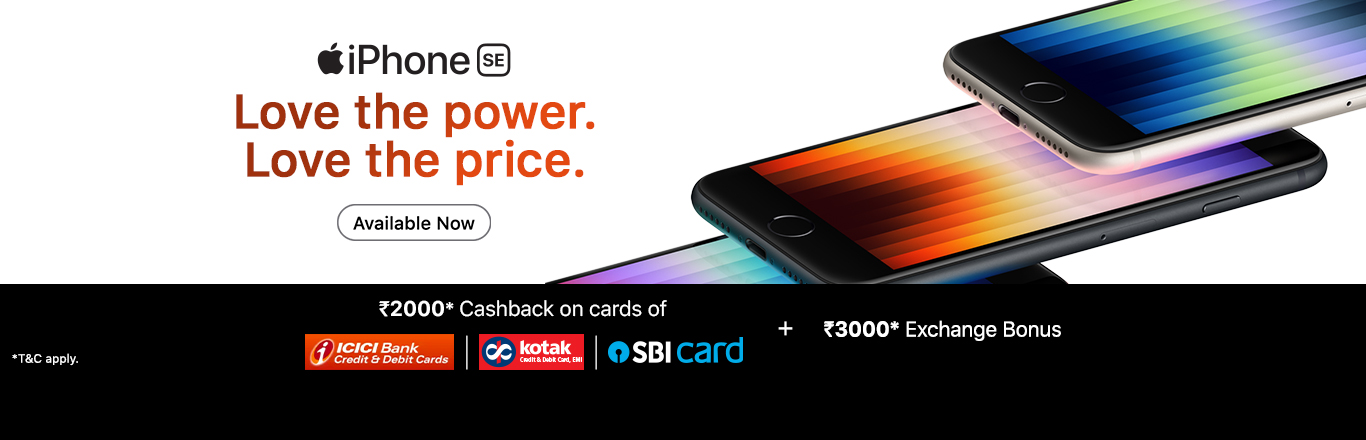 iPhone SE
Love the power.
Love the price.
Available Now
₹2000* Cashback on cards of
ICICI Bank
Credit & Debit Cards
kotak
Credit & Debit Card, EMI
SBI card
+ ₹3000* Exchange Bonus
*T&C apply.